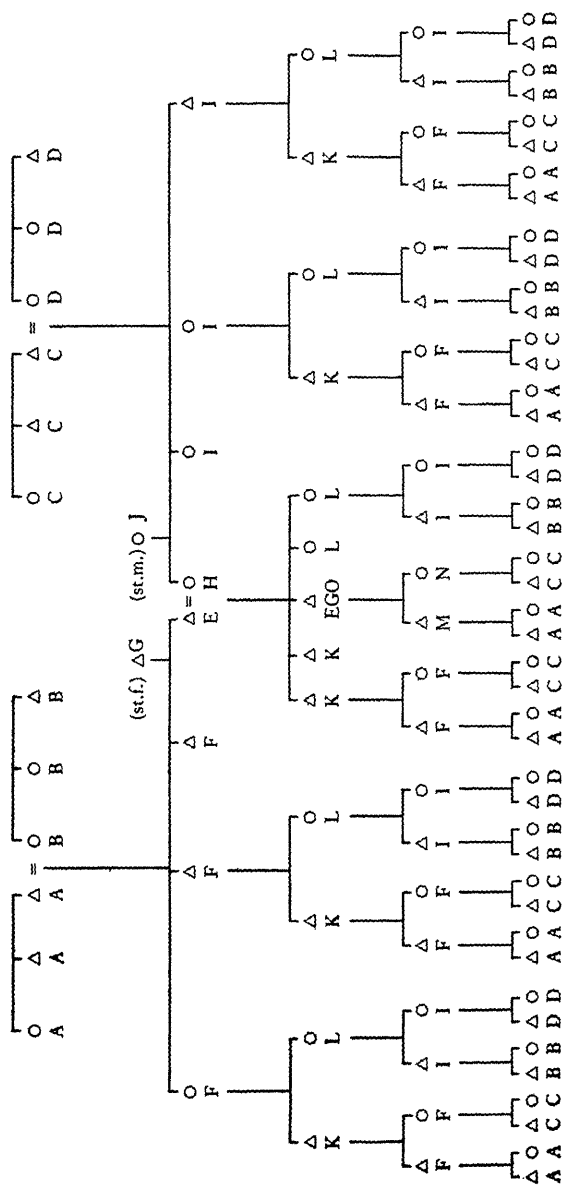 A A A = B B B C C C = D D D
(st.f.) G (st.m.) J
F F F E = H I I I
K L K L K K EGO L L K L K L
F F I I F F I I F F M N I I F F I I F F I I
A A C C B B D D A A C C B B D D A A C C A A C C B B D D A A C C B B D D A A C C B B D D